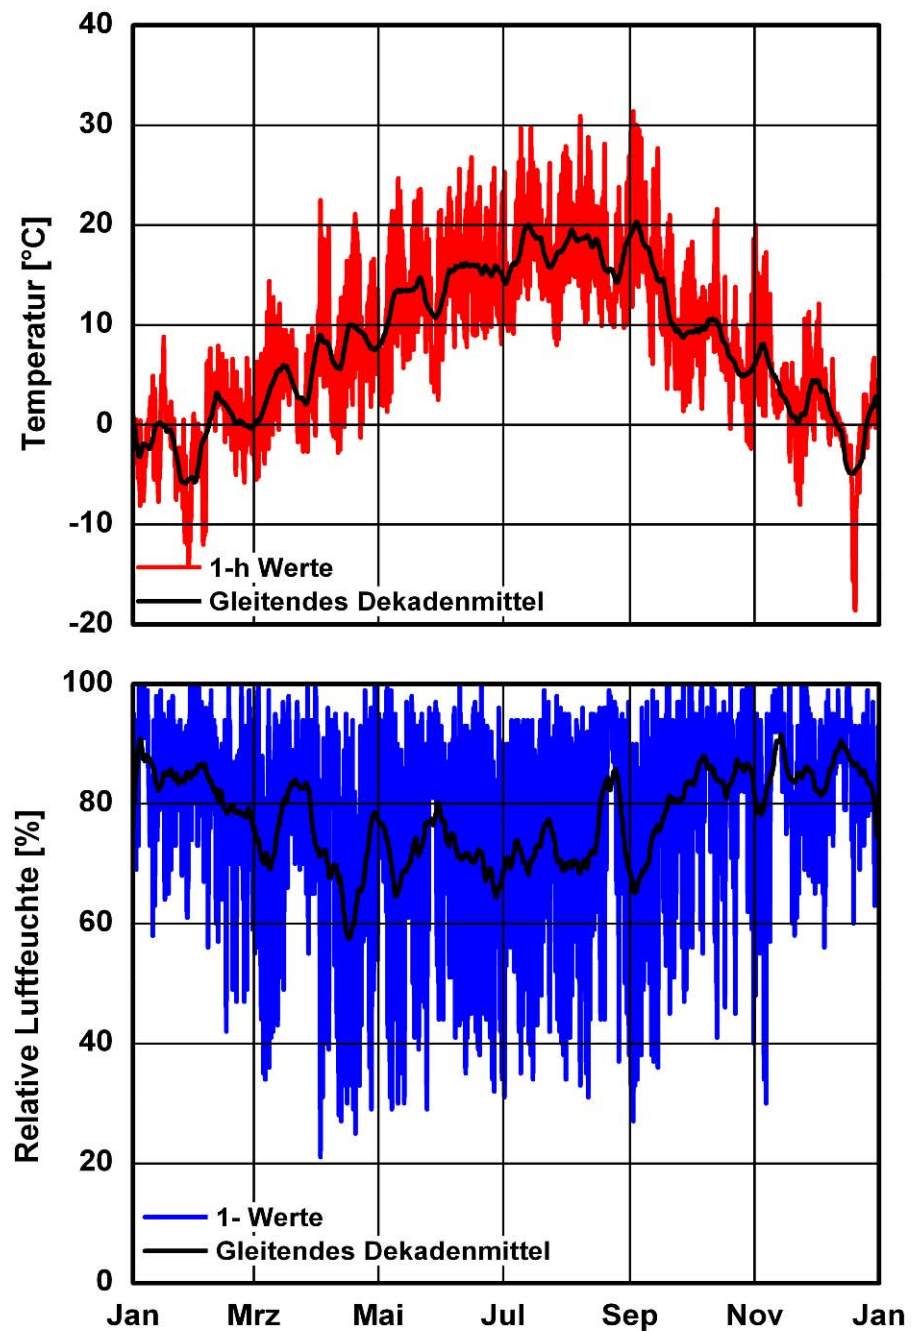 40
30
20
10
0
-10
-20
Temperatur [°C]
1-h Werte
Gleitendes Dekadenmittel
100
80
60
40
20
0
Relative Luftfeuchte [%]
1- Werte
Gleitendes Dekadenmittel
Jan Mrz Mai Jul Sep Nov Jan